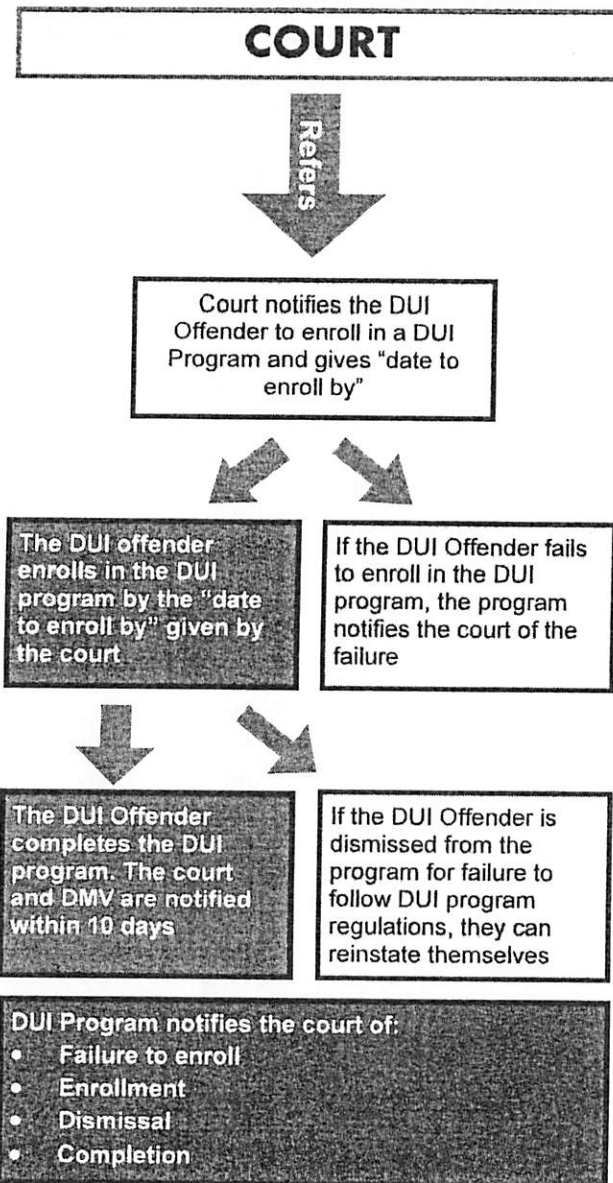 COURT
Refers
Court notifies the DUI
Offender to enroll in a DUI
Program and gives “date to
enroll by”
The DUI offender
enrolls in the DUI
program by the “date
to enroll by” given by
the court
If the DUI Offender fails
to enroll in the DUI
program, the program
notifies the court of the
failure
The DUI Offender
completes the DUI
program. The court
and DMV are notified
within 10 days
If the DUI Offender is
dismissed from the
program for failure to
follow DUI program
regulations, they can
reinstate themselves
DUI Program notifies the court of:
• Failure to enroll
• Enrollment
• Dismissal
• Completion